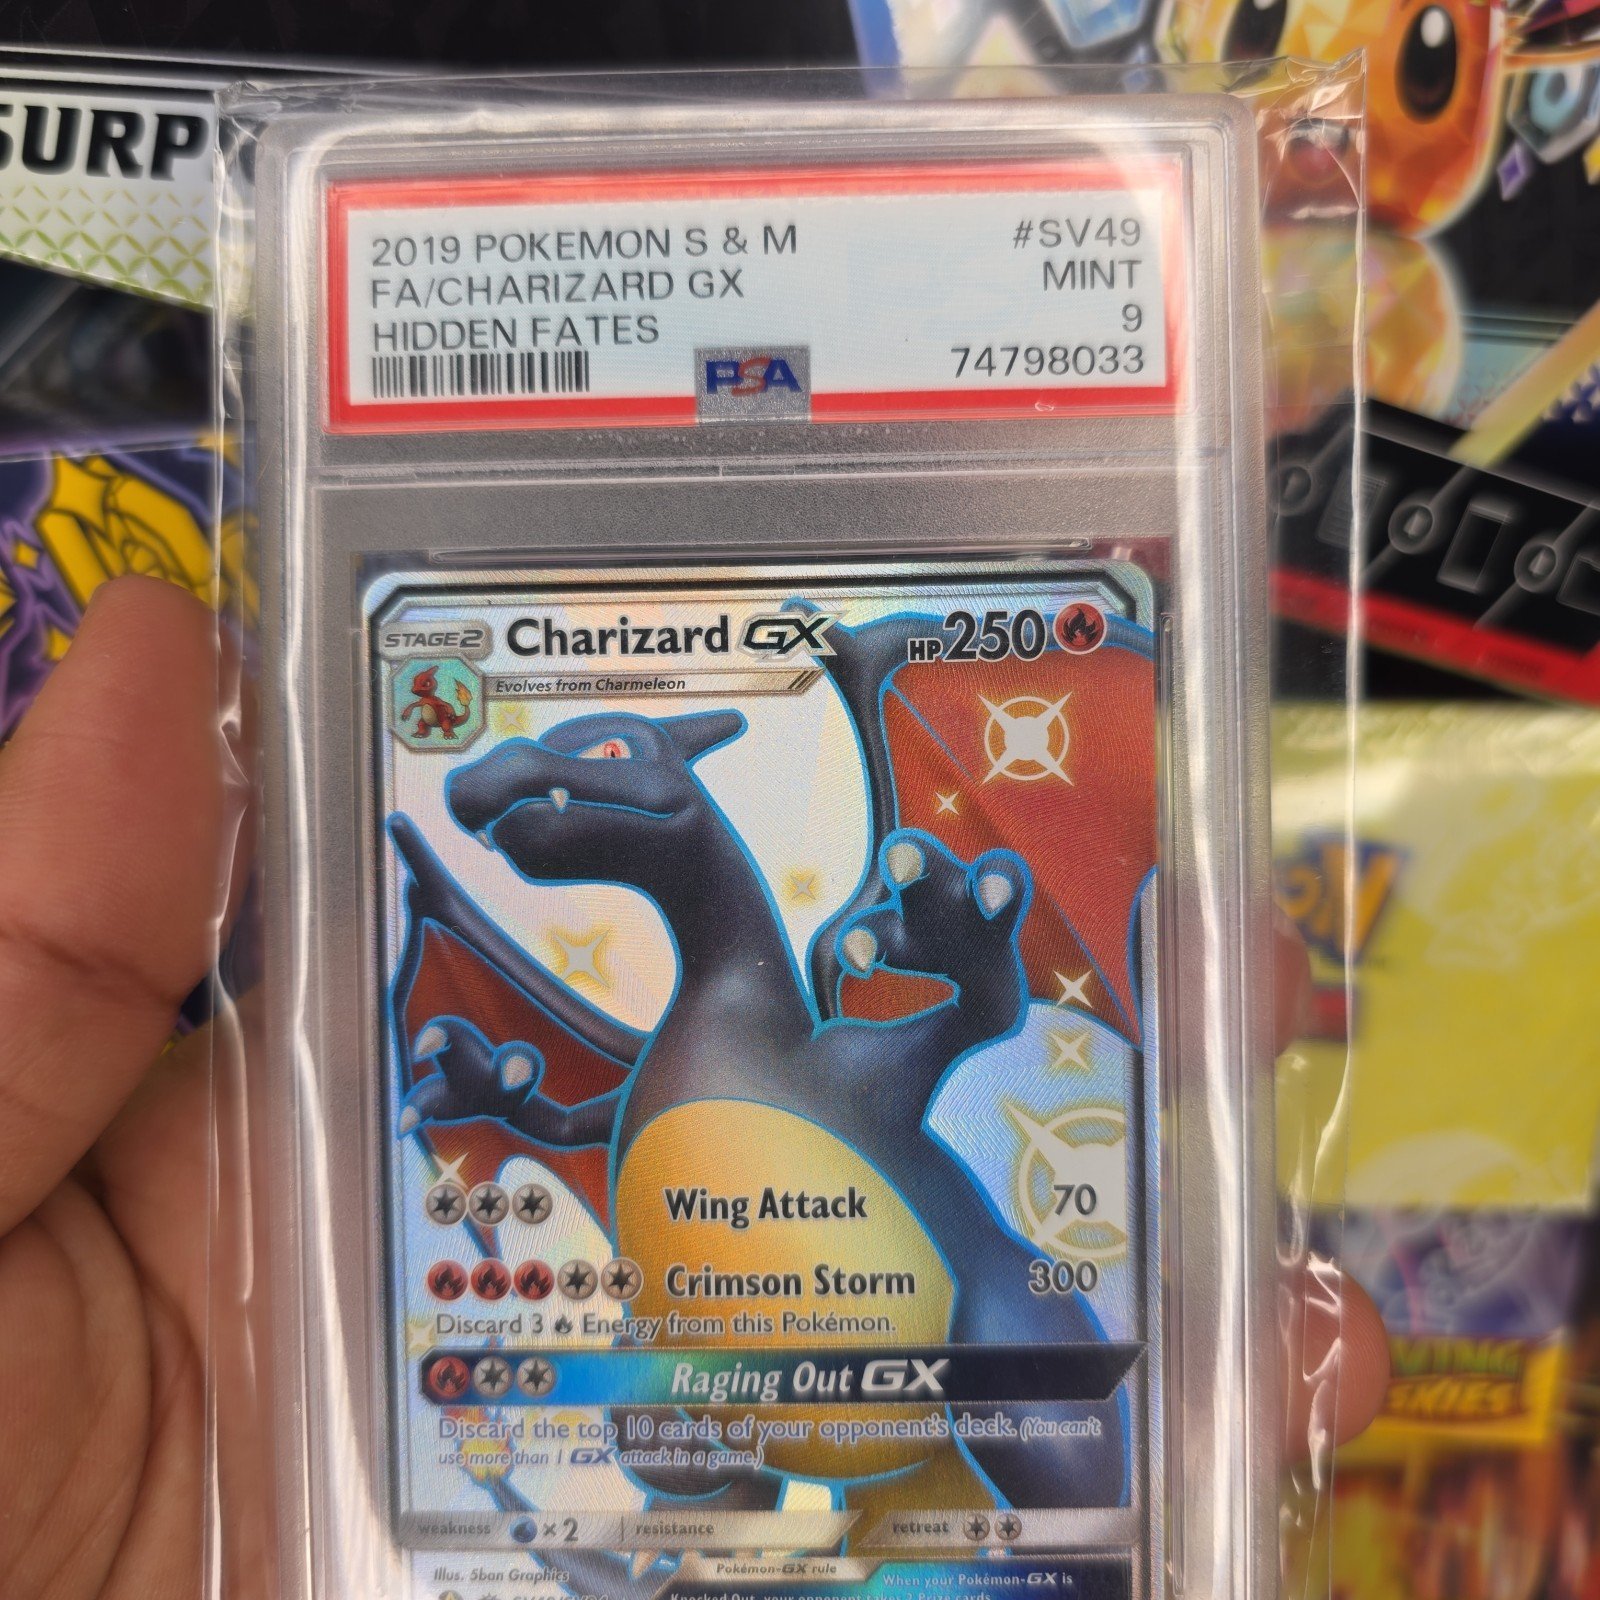 SURP
2019 POKEMON S & M
#SV49
FA/CHARIZARD GX
MINT
HIDDEN FATES
9
PSA
74798033
STAGE2
Charizard GX
HP250
Evolves from Charmeleon
Wing Attack
70
Crimson Storm
300
Discard 3 Energy from this Pokémon.
Raging Out GX
Discard the top 10 cards of your opponent's deck. (You can't
use more than 1 GX attack in a game.)
weakness ×2
resistance
retreat
Illus. 5ban Graphics
Pokémon-GX rule
When your Pokémon-GX is
Knocked Out, your opponent takes 2 Prize cards.
VING
SKIES